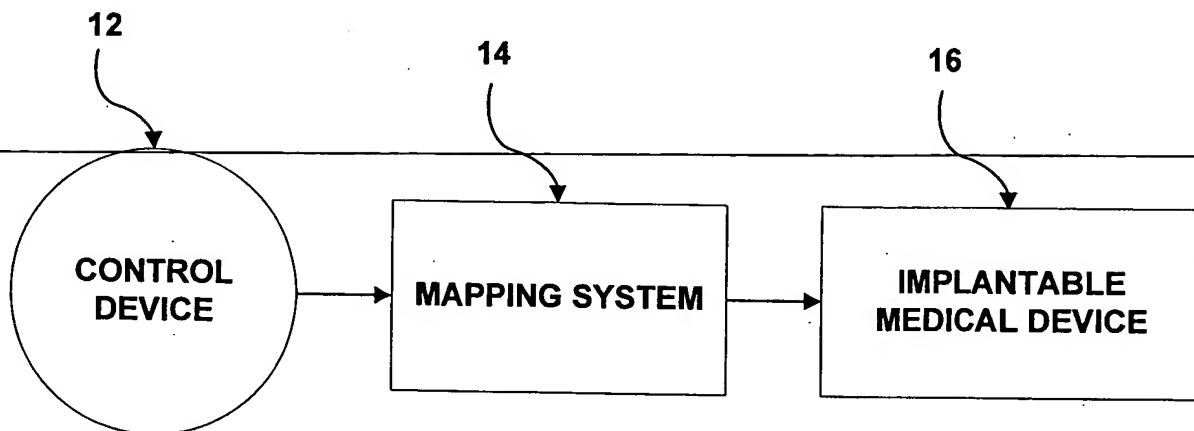 12
14
16
CONTROL
DEVICE
MAPPING SYSTEM
IMPLANTABLE
MEDICAL DEVICE